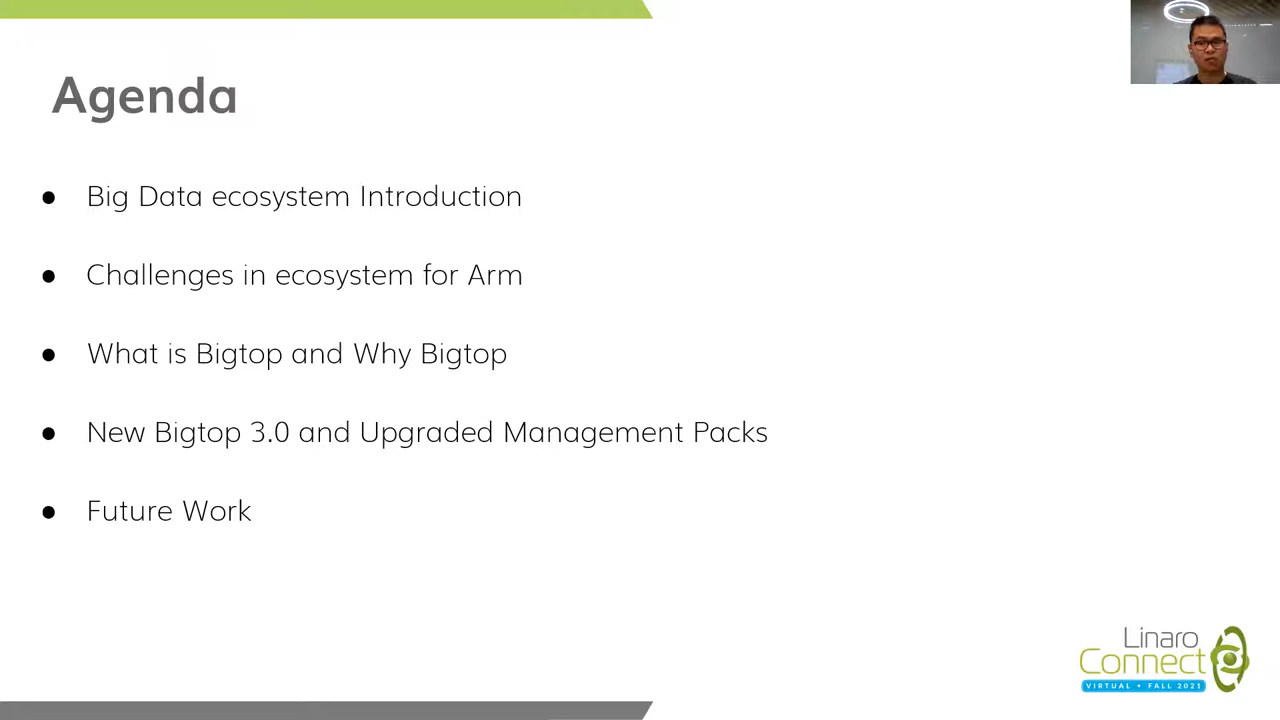 Agenda
● Big Data ecosystem Introduction
● Challenges in ecosystem for Arm
● What is Bigtop and Why Bigtop
● New Bigtop 3.0 and Upgraded Management Packs
● Future Work
Linaro
Connect
VIRTUAL • FALL 2021